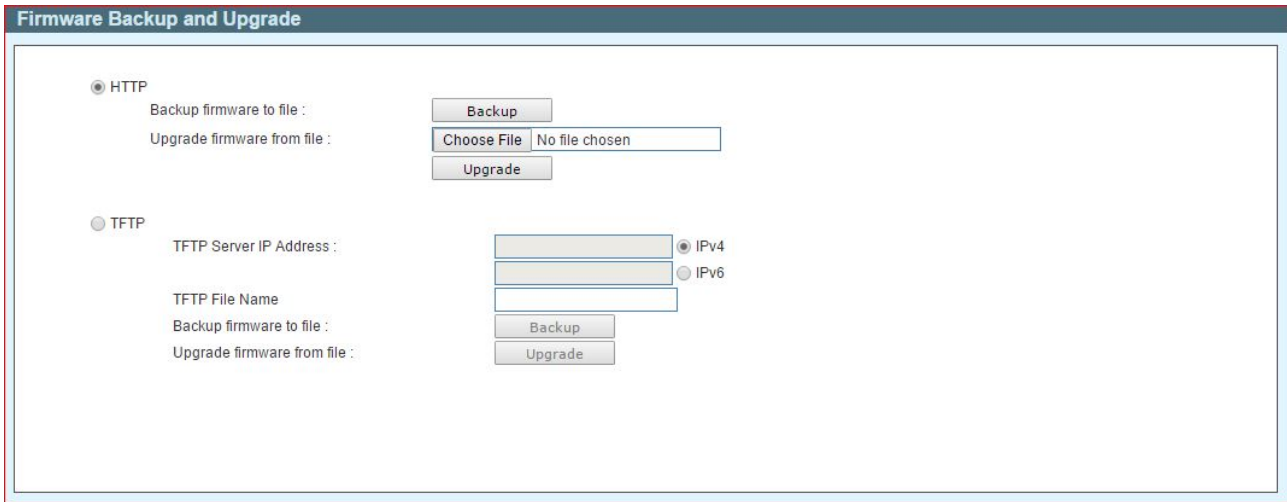 Firmware Backup and Upgrade
HTTP
Backup firmware to file : Backup
Upgrade firmware from file : Choose File No file chosen
Upgrade
TFTP
TFTP Server IP Address : IPv4
IPv6
TFTP File Name
Backup firmware to file : Backup
Upgrade firmware from file : Upgrade